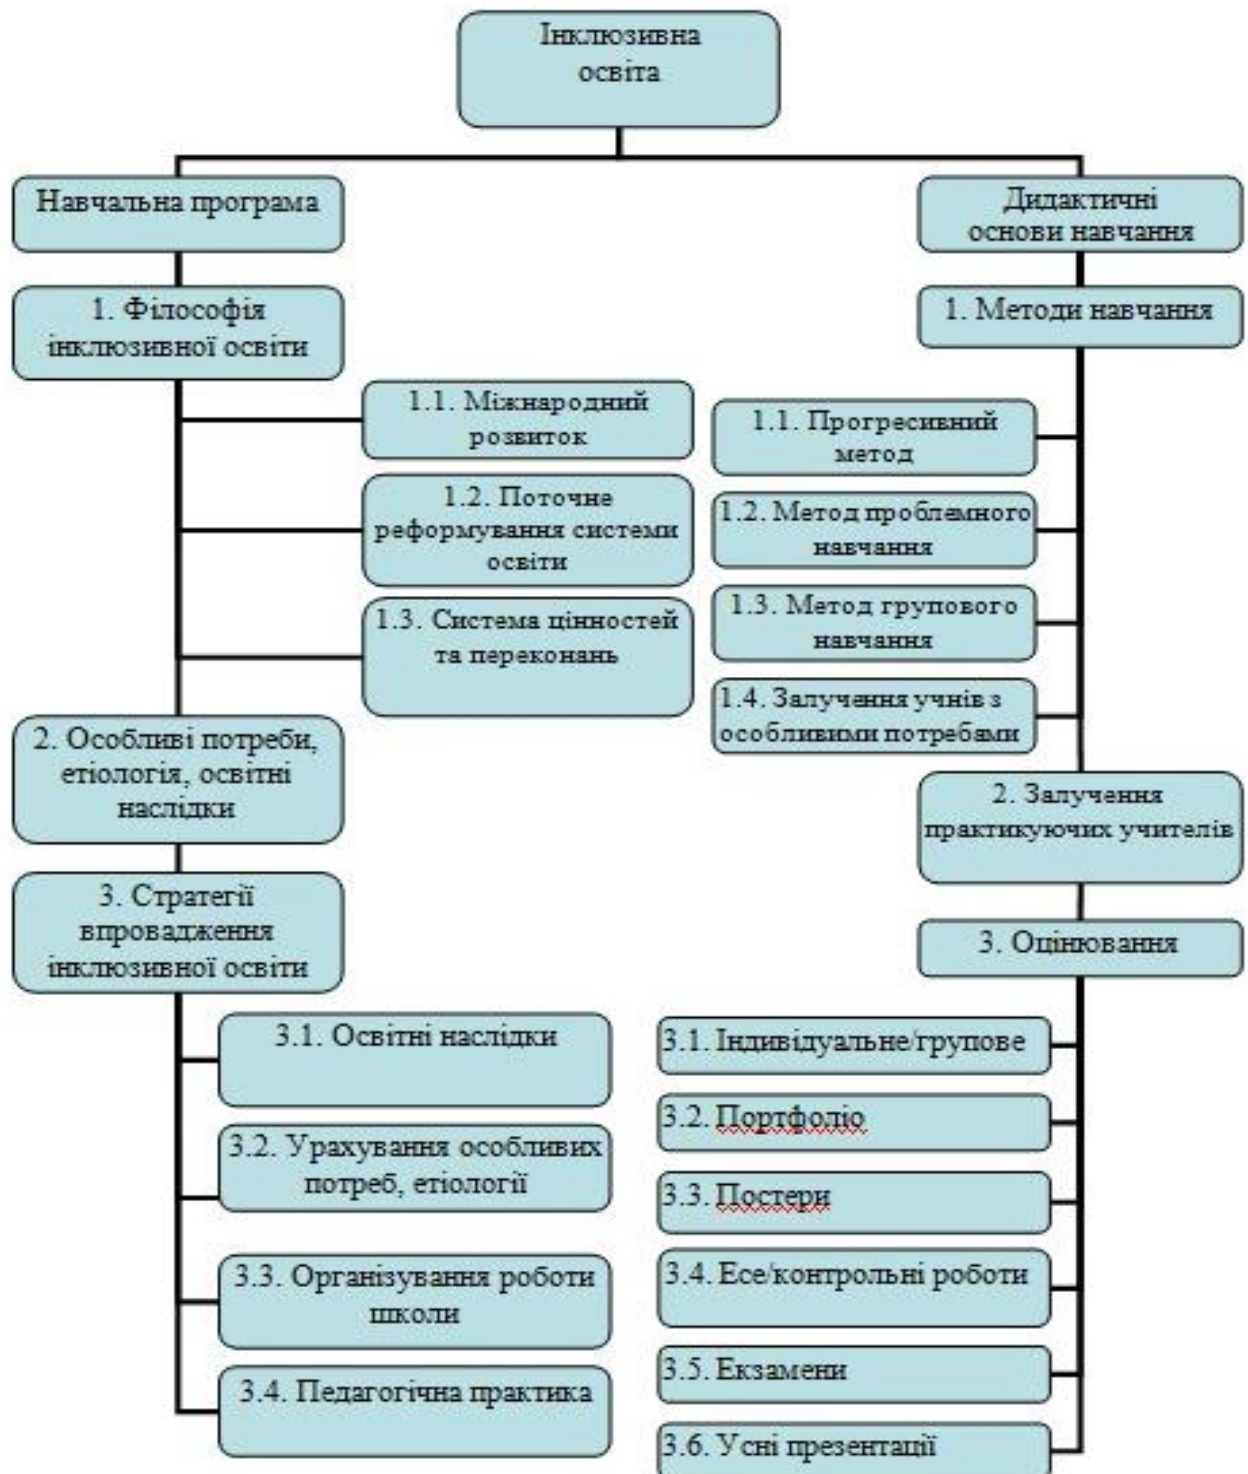 Інклюзивна
освіта
Навчальна програма
1. Філософія
інклюзивної освіти
1.1. Міжнародний
розвиток
1.2. Поточне
реформування системи
освіти
1.3. Система цінностей
та переконань
2. Особливі потреби,
етіологія, освітні
наслідки
3. Стратегії
впровадження
інклюзивної освіти
3.1. Освітні наслідки
3.2. Урахування особливих
потреб, етіології
3.3. Організування роботи
школи
3.4. Педагогічна практика
Дидактичні
основи навчання
1. Методи навчання
1.1. Прогресивний
метод
1.2. Метод проблемного
навчання
1.3. Метод групового
навчання
1.4. Залучення учнів з
особливими потребами
2. Залучення
практикуючих учителів
3. Оцінювання
3.1. Індивідуальне/групове
3.2. Портфоліо
3.3. Постери
3.4. Есе/контрольні роботи
3.5. Екзамени
3.6. Усні презентації